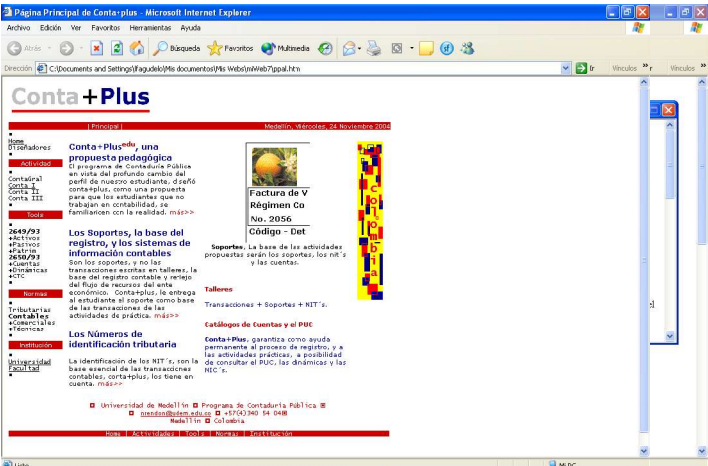 Página Principal de Conta+plus - Microsoft Internet Explorer
Archivo Edición Ver Favoritos Herramientas Ayuda
Atrás Búsqueda Favoritos Multimedia
Dirección C:\Documents and Settings\lfagudelo\Mis documentos\Mis Webs\miWeb7\ppal.htm Ir Vínculos » r Vínculos »
Conta+Plus
| Principal | Medellín, miércoles, 24 Noviembre 2004
Home
Diseñadores
Actividad
ContaGral
Conta I
Conta II
Conta III
Tools
2649/93
+Activos
+Pasivos
+Patrim
2650/93
+Cuentas
+Dinámicas
+CTC
Normas
Tributarias
Contables
+Comerciales
+Técnicas
Institución
Universidad
Facultad
Conta+Plus edu, una
propuesta pedagógica
El programa de Contaduría Pública
en vista del profundo cambio del
perfil de nuestro estudiante, diseñó
conta+plus, como una propuesta
para que los estudiantes que no
trabajan en contabilidad, se
familiaricen con la realidad. más>>
Los Soportes, la base del
registro, y los sistemas de
información contables
Son los soportes, y no las
transacciones escritas en talleres, la
base del registro contable y reflejo
del flujo de recursos del ente
económico. Conta+Plus, le entrega
al estudiante el soporte como base
de las transacciones de las
actividades de práctica. más>>
Los Números de
identificación tributaria
La identificación de los NIT´s, son la
base esencial de las transacciones
contables, corta+plus, los tiene en
cuenta. más>>
Factura de V
Régimen Co
No. 2056
Código - Det
Soportes, La base de las actividades
propuestas serán los soportes, los nit´s
y las cuentas.
Talleres
Transacciones + Soportes + NIT´s.
Catálogos de Cuentas y el PUC
Conta+Plus, garantiza como ayuda
permanente al proceso de registro, y a
las actividades prácticas, a posibilidad
de consultar el PUC, las dinámicas y las
NIC´s.
Colombia
Universidad de Medellín Programa de Contaduría Pública
nrendon@udem.edu.co +57(4)340 54 04
Medellín Colombia
Home | Actividades | Tools | Normas | Institución
Listo Mi PC